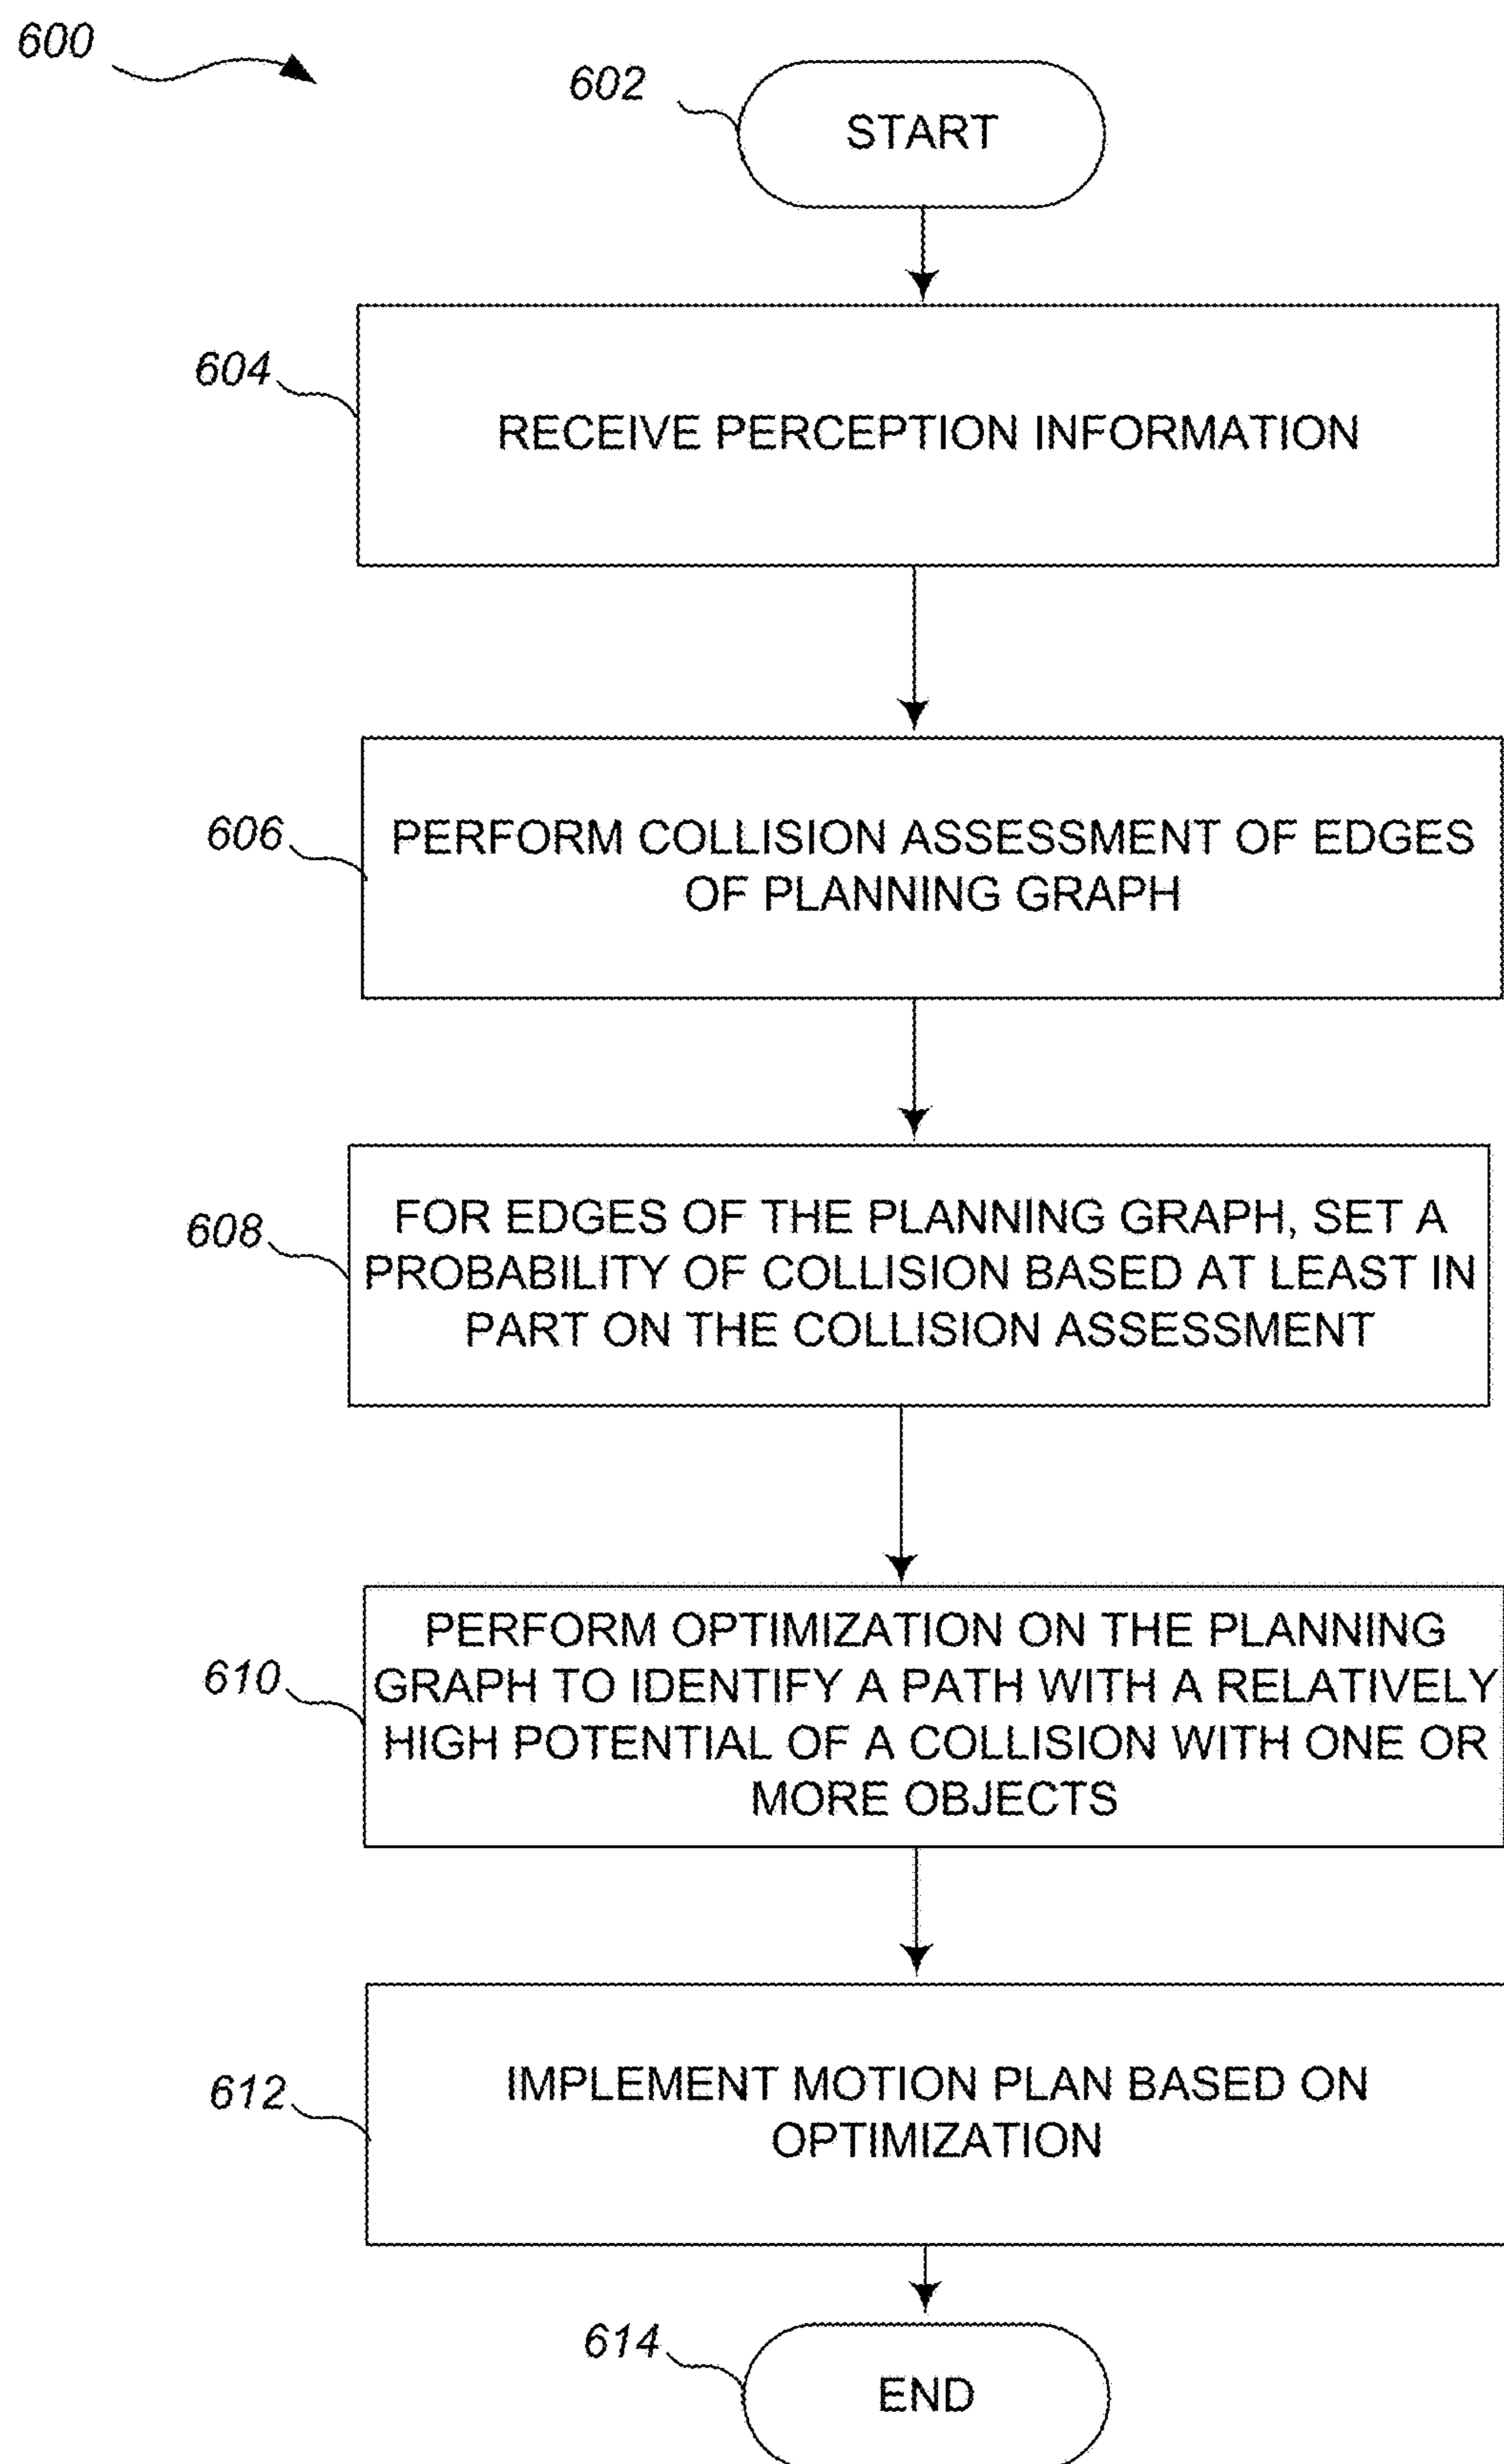 600
602
START
604
RECEIVE PERCEPTION INFORMATION
606
PERFORM COLLISION ASSESSMENT OF EDGES
OF PLANNING GRAPH
608
FOR EDGES OF THE PLANNING GRAPH, SET A
PROBABILITY OF COLLISION BASED AT LEAST IN
PART ON THE COLLISION ASSESSMENT
610
PERFORM OPTIMIZATION ON THE PLANNING
GRAPH TO IDENTIFY A PATH WITH A RELATIVELY
HIGH POTENTIAL OF A COLLISION WITH ONE OR
MORE OBJECTS
612
IMPLEMENT MOTION PLAN BASED ON
OPTIMIZATION
614
END